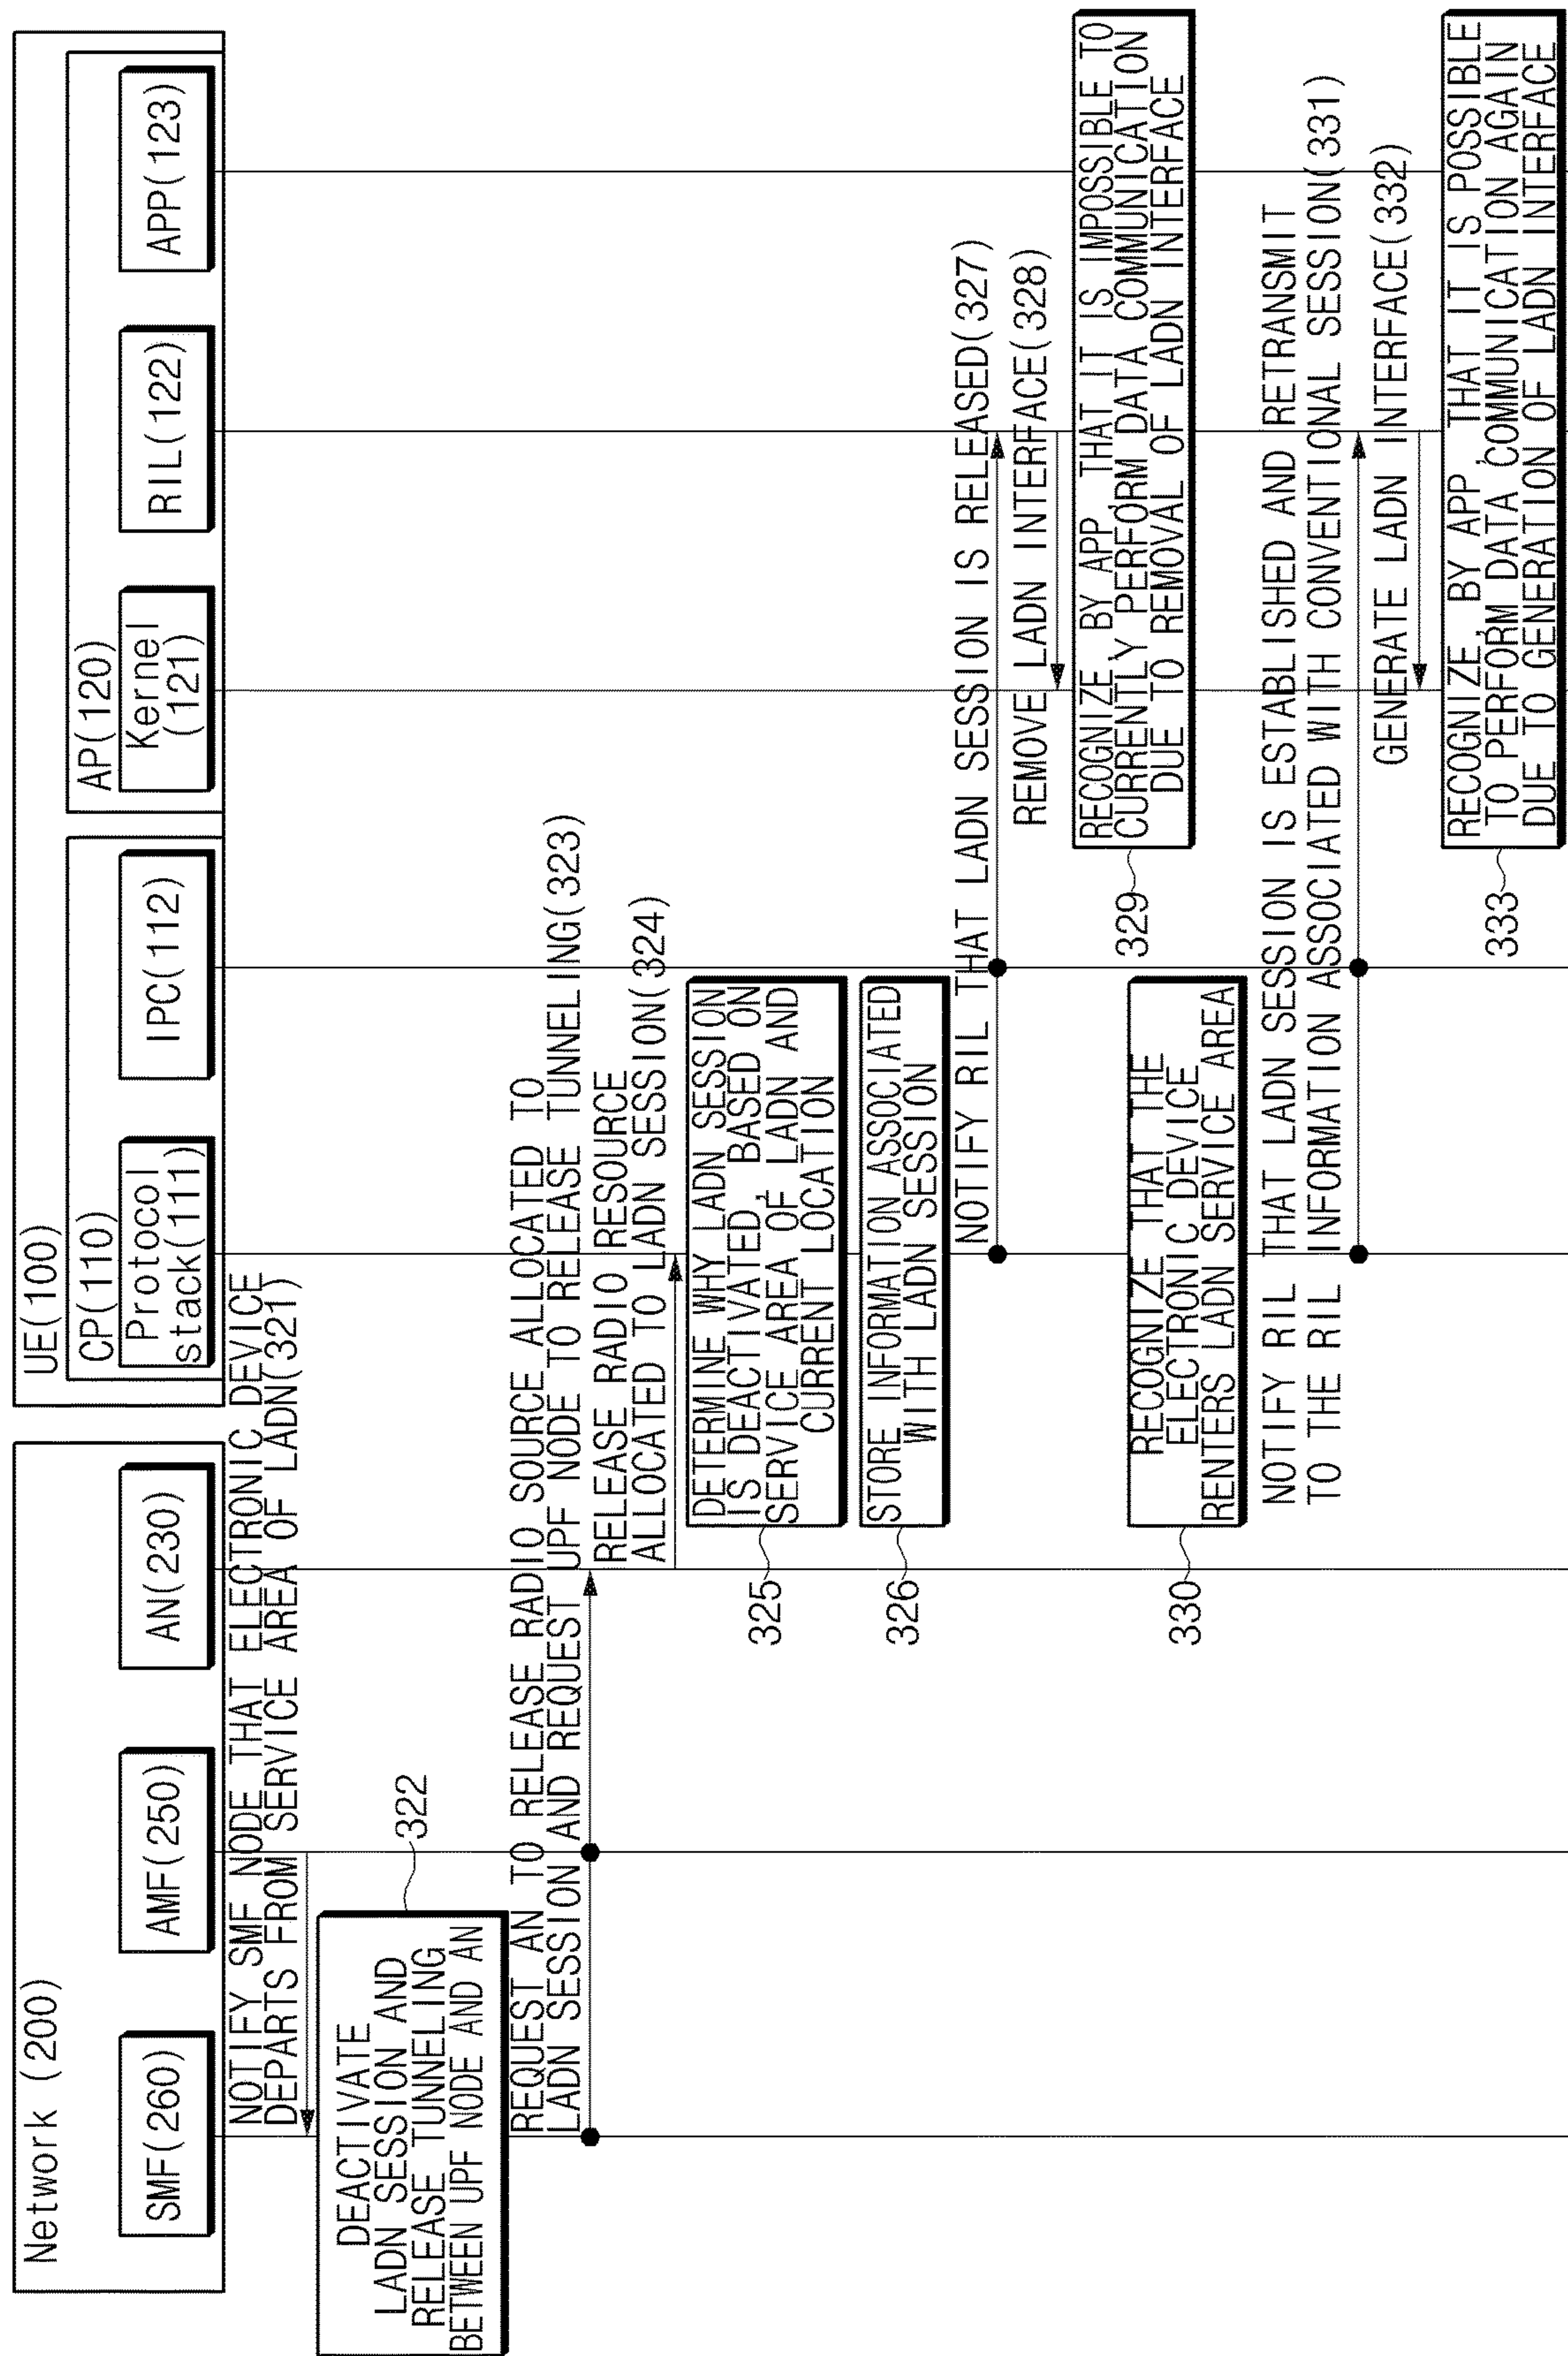 Network (200)
UE(100)
CP(110)
AP(120)
SMF(260)
AMF(250)
AN(230)
Protocol
stack(111)
IPC(112)
Kernel
(121)
RIL(122)
APP(123)
NOTIFY SMF NODE THAT ELECTRONIC DEVICE
DEPARTS FROM SERVICE AREA OF LADN(321)
DEACTIVATE
LADN SESSION AND
RELEASE TUNNELING
BETWEEN UPF NODE AND AN
322
REQUEST AN TO RELEASE RADIO SOURCE ALLOCATED TO
LADN SESSION AND REQUEST UPF NODE TO RELEASE TUNNELING(323)
RELEASE RADIO RESOURCE
ALLOCATED TO LADN SESSION(324)
325
DETERMINE WHY LADN SESSION
IS DEACTIVATED, BASED ON
SERVICE AREA OF LADN AND
CURRENT LOCATION
326
STORE INFORMATION ASSOCIATED
WITH LADN SESSION
NOTIFY RIL THAT LADN SESSION IS RELEASED(327)
REMOVE LADN INTERFACE(328)
329
RECOGNIZE, BY APP, THAT IT IS IMPOSSIBLE TO
CURRENTLY PERFORM DATA COMMUNICATION
DUE TO REMOVAL OF LADN INTERFACE
330
RECOGNIZE THAT THE
ELECTRONIC DEVICE
RENTERS LADN SERVICE AREA
NOTIFY RIL THAT LADN SESSION IS ESTABLISHED AND RETRANSMIT
TO THE RIL INFORMATION ASSOCIATED WITH CONVENTIONAL SESSION(331)
GENERATE LADN INTERFACE(332)
333
RECOGNIZE, BY APP, THAT IT IS POSSIBLE
TO PERFORM DATA COMMUNICATION AGAIN
DUE TO GENERATION OF LADN INTERFACE